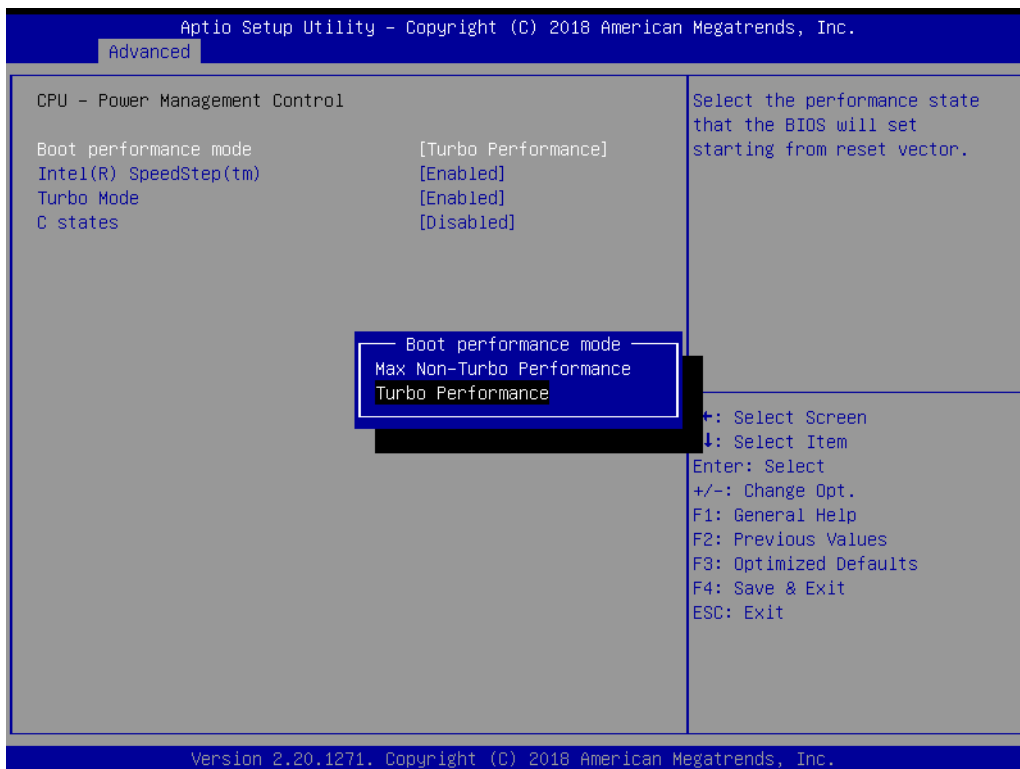 Aptio Setup Utility – Copyright (C) 2018 American Megatrends, Inc.
Advanced
CPU – Power Management Control
Boot performance mode [Turbo Performance]
Intel(R) SpeedStep(tm) [Enabled]
Turbo Mode [Enabled]
C states [Disabled]
Select the performance state
that the BIOS will set
starting from reset vector.
Boot performance mode
Max Non-Turbo Performance
Turbo Performance
: Select Screen
↓: Select Item
Enter: Select
+/-: Change Opt.
F1: General Help
F2: Previous Values
F3: Optimized Defaults
F4: Save & Exit
ESC: Exit
Version 2.20.1271. Copyright (C) 2018 American Megatrends, Inc.